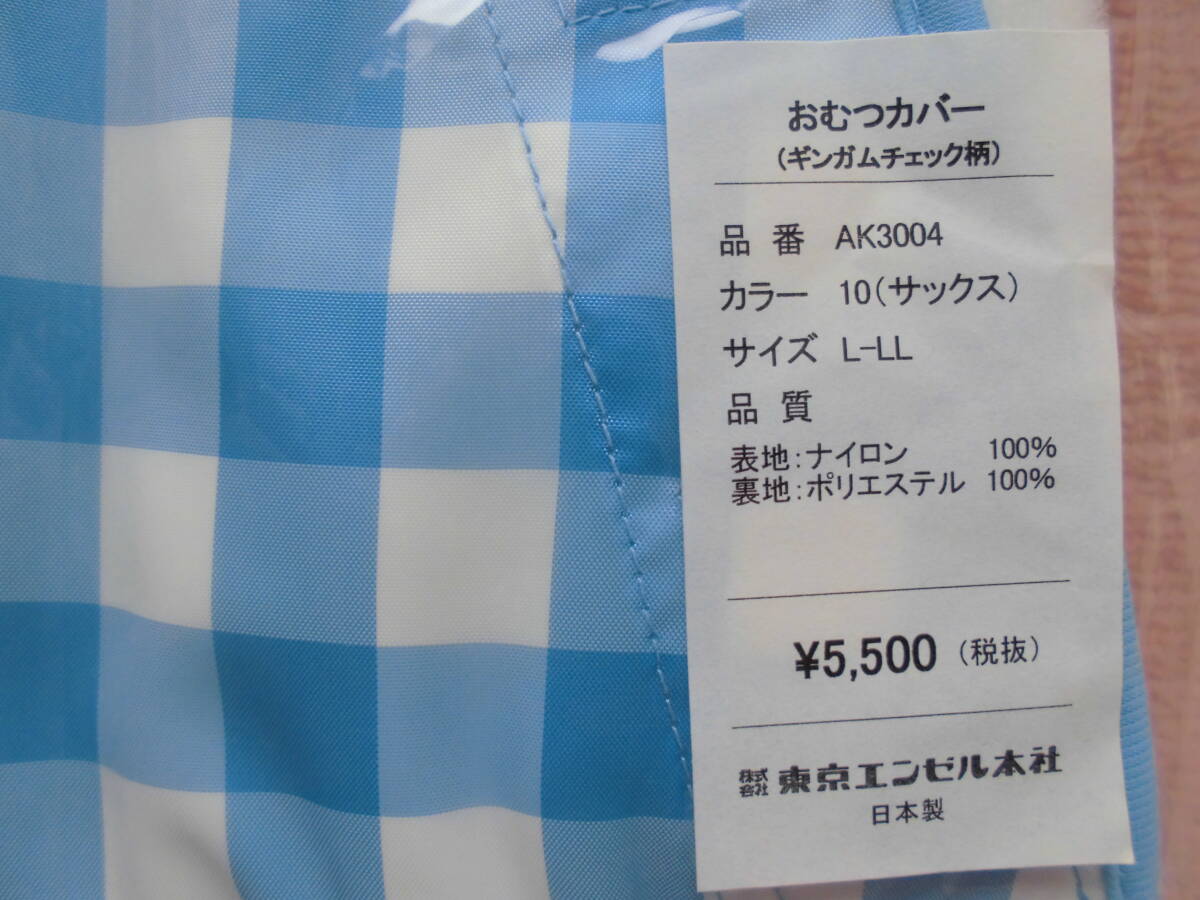 おむつカバー
(ギンガムチェック柄)
品 番 AK3004
カラー 10(サックス)
サイズ L-LL
品 質
表地:ナイロン 100%
裏地:ポリエステル 100%
¥5,500 (税抜)
株式会社 東京エンゼル本社
日本製